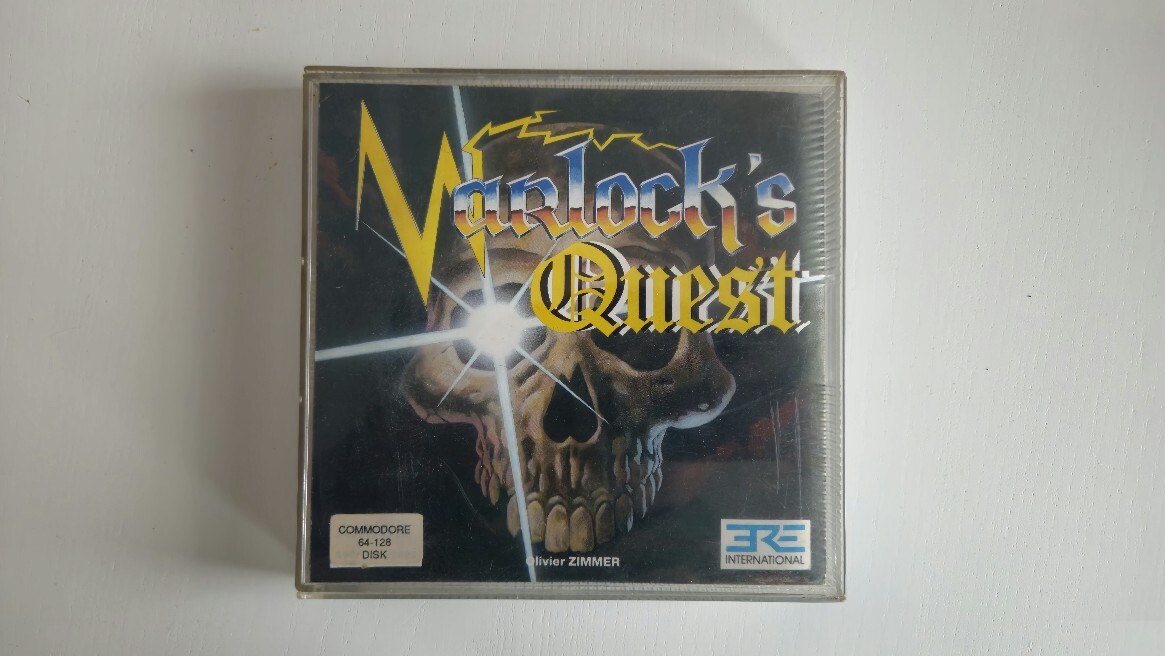 Warlock's
Quest
COMMODORE
64-128
DISK
Olivier ZIMMER
ERE
INTERNATIONAL